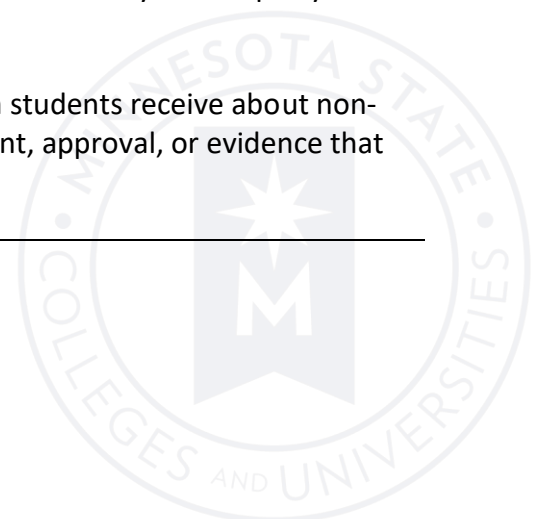 students receive about non-
nt, approval, or evidence that
MINNESOTA STATE
COLLEGES AND UNIVERSITIES
M